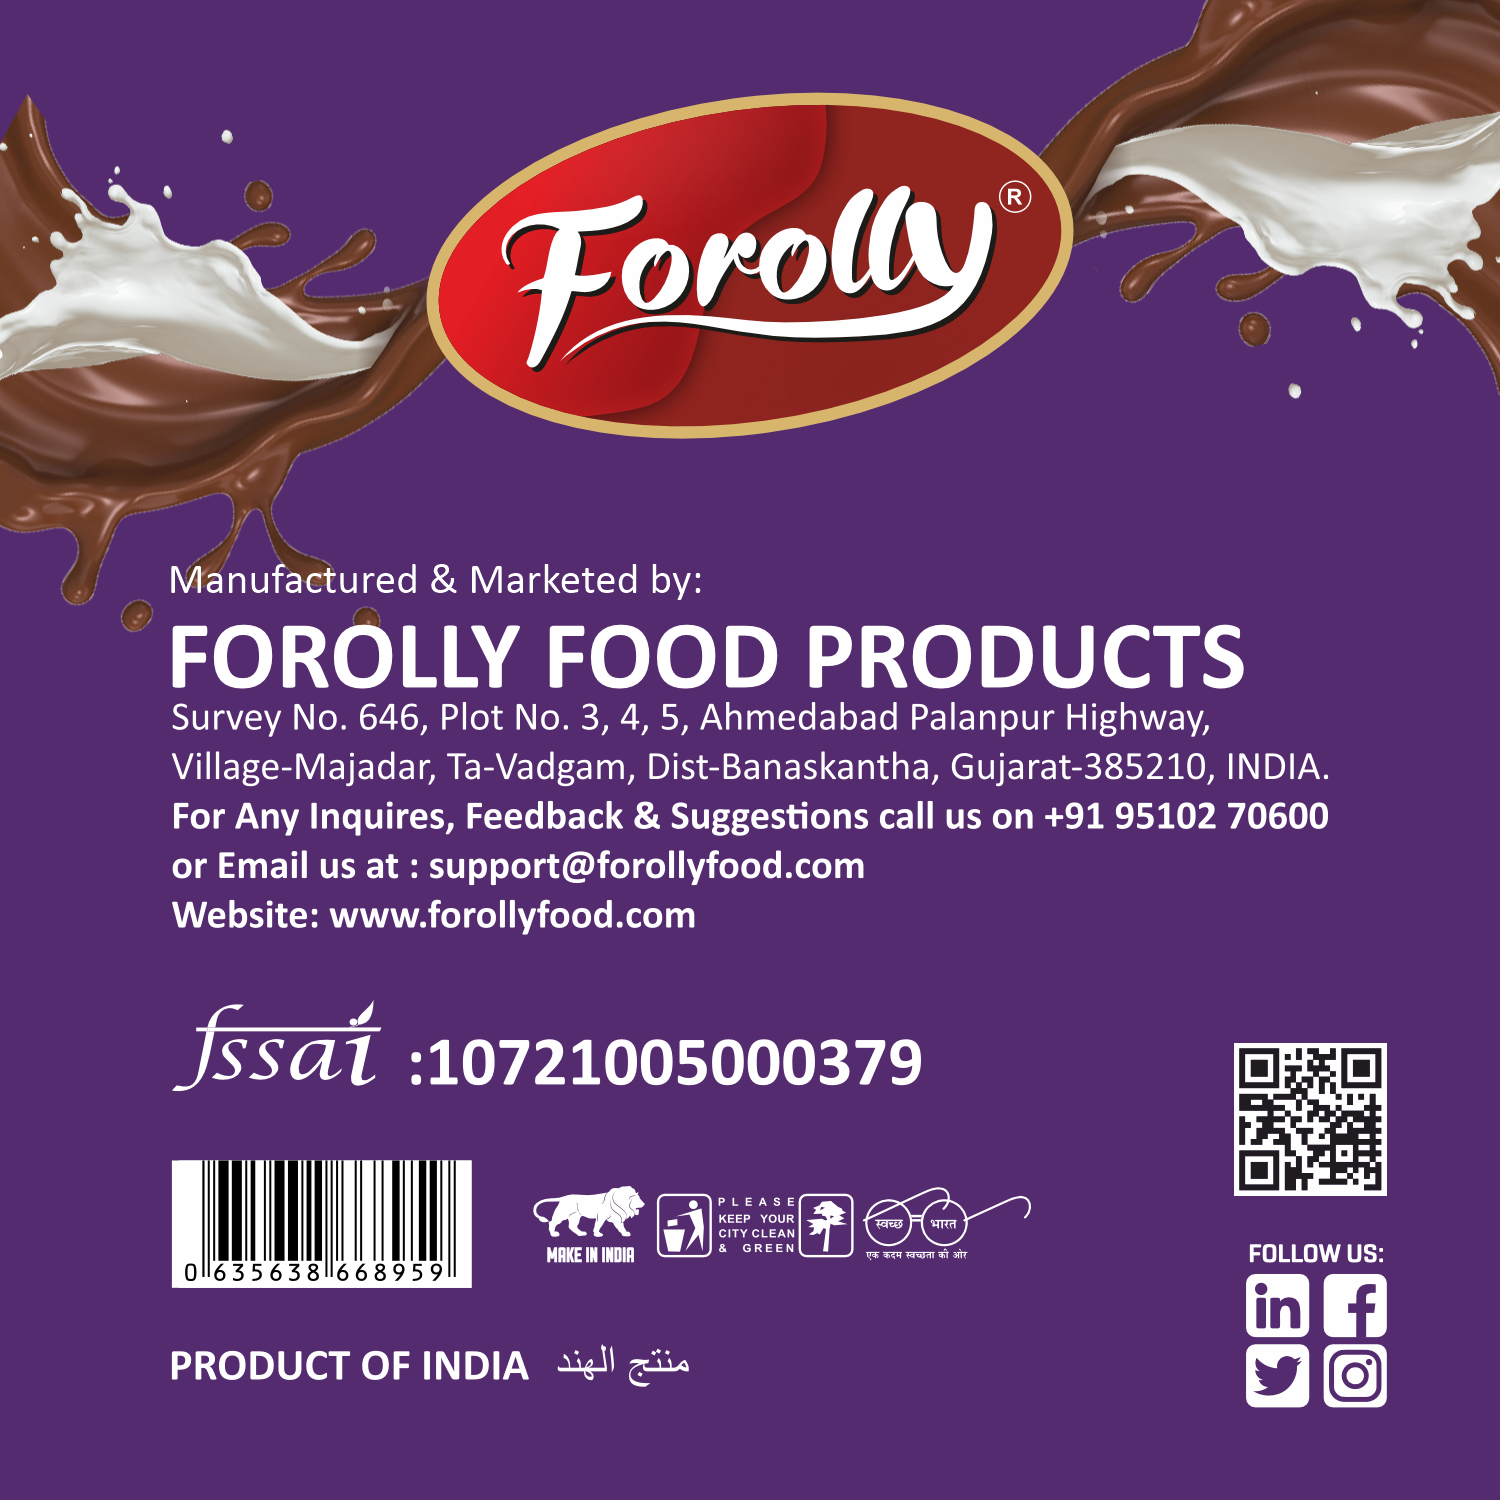 Forolly ®
Manufactured & Marketed by:
FOROLLY FOOD PRODUCTS
Survey No. 646, Plot No. 3, 4, 5, Ahmedabad Palanpur Highway,
Village-Majadar, Ta-Vadgam, Dist-Banaskantha, Gujarat-385210, INDIA.
For Any Inquires, Feedback & Suggestions call us on +91 95102 70600
or Email us at : support@forollyfood.com
Website: www.forollyfood.com
fssai :10721005000379
0 635638 668959
MAKE IN INDIA
PLEASE
KEEP YOUR
CITY CLEAN
& GREEN
स्वच्छ भारत
एक कदम स्वच्छता की ओर
FOLLOW US:
in f
PRODUCT OF INDIA منتج الهند